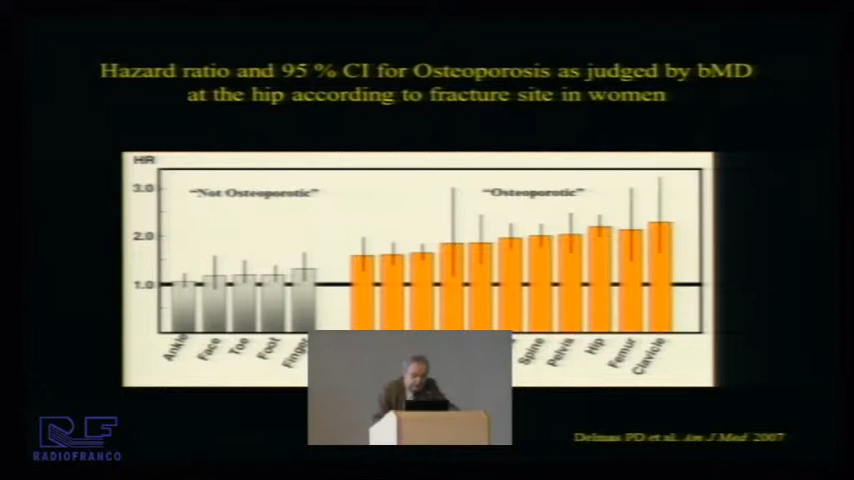 Hazard ratio and 95 % CI for Osteoporosis as judged by bMD
at the hip according to fracture site in women
HR
"Not Osteoporotic"
"Osteoporotic"
3.0
2.0
1.0
Ankle
Face
Toe
Foot
Finger
Spine
Pelvis
Hip
Femur
Clavicle
RF
RADIOFRANCO
Delmas PD et al. Am J Med 2007